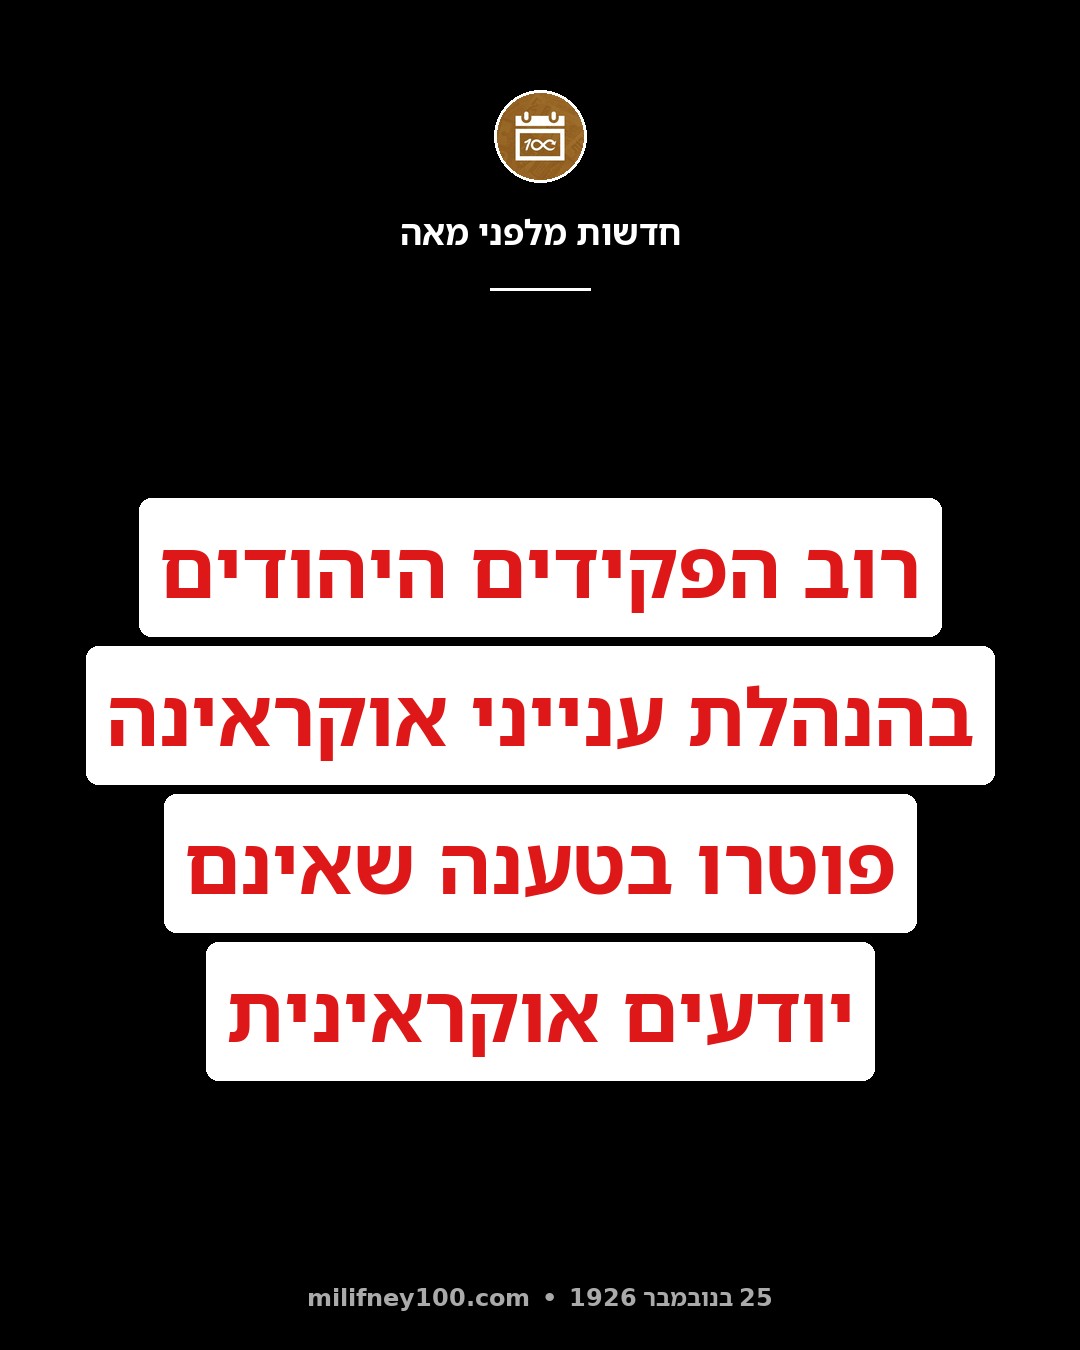 100
חדשות מלפני מאה
רוב הפקידים היהודים
בהנהלת ענייני אוקראינה
פוטרו בטענה שאינם
יודעים אוקראינית
25 בנובמבר 1926 • milifney100.com